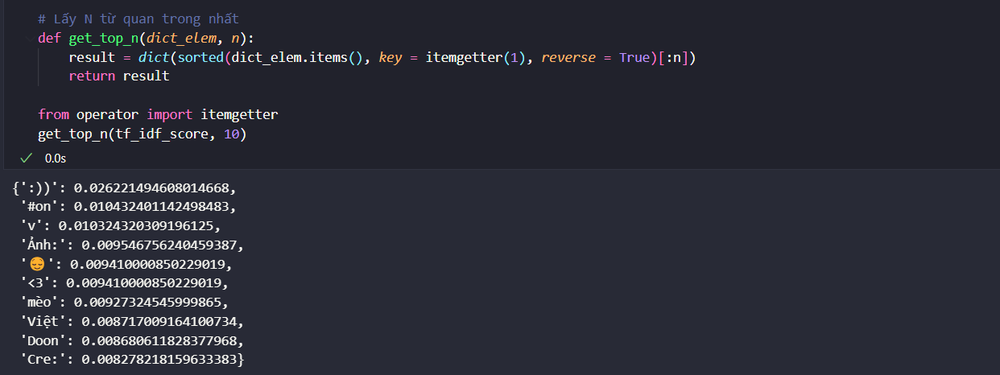 # Lấy N từ quan trong nhất
def get_top_n(dict_elem, n):
    result = dict(sorted(dict_elem.items(), key = itemgetter(1), reverse = True)[:n])
    return result

from operator import itemgetter
get_top_n(tf_idf_score, 10)
✓ 0.0s
{':))': 0.026221494608014668,
 '#on': 0.010432401142498483,
 'v': 0.010324320309196125,
 'Ảnh:': 0.009546756240459387,
 '😌': 0.009410000850229019,
 '<3': 0.009410000850229019,
 'mèo': 0.00927324545999865,
 'Việt': 0.008717009164100734,
 'Doon': 0.008680611828377968,
 'Cre:': 0.008278218159633383}